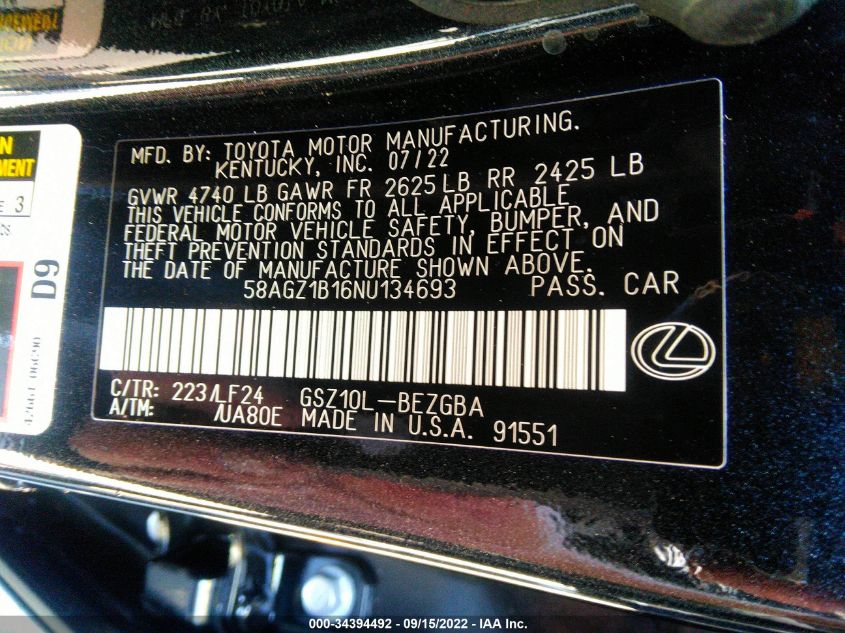 MFD. BY: TOYOTA MOTOR MANUFACTURING.
KENTUCKY, INC. 07/22
GVWR 4740 LB GAWR FR 2625 LB RR 2425 LB
THIS VEHICLE CONFORMS TO ALL APPLICABLE
FEDERAL MOTOR VEHICLE SAFETY, BUMPER, AND
THEFT PREVENTION STANDARDS IN EFFECT ON
THE DATE OF MANUFACTURE SHOWN ABOVE.
58AGZ1B16NU134693 PASS. CAR
C/TR: 223/LF24 GSZ10L-BEZGBA
A/TM: /UA80E MADE IN U.S.A. 91551
D9
3
000-34394492 - 09/15/2022 - IAA Inc.